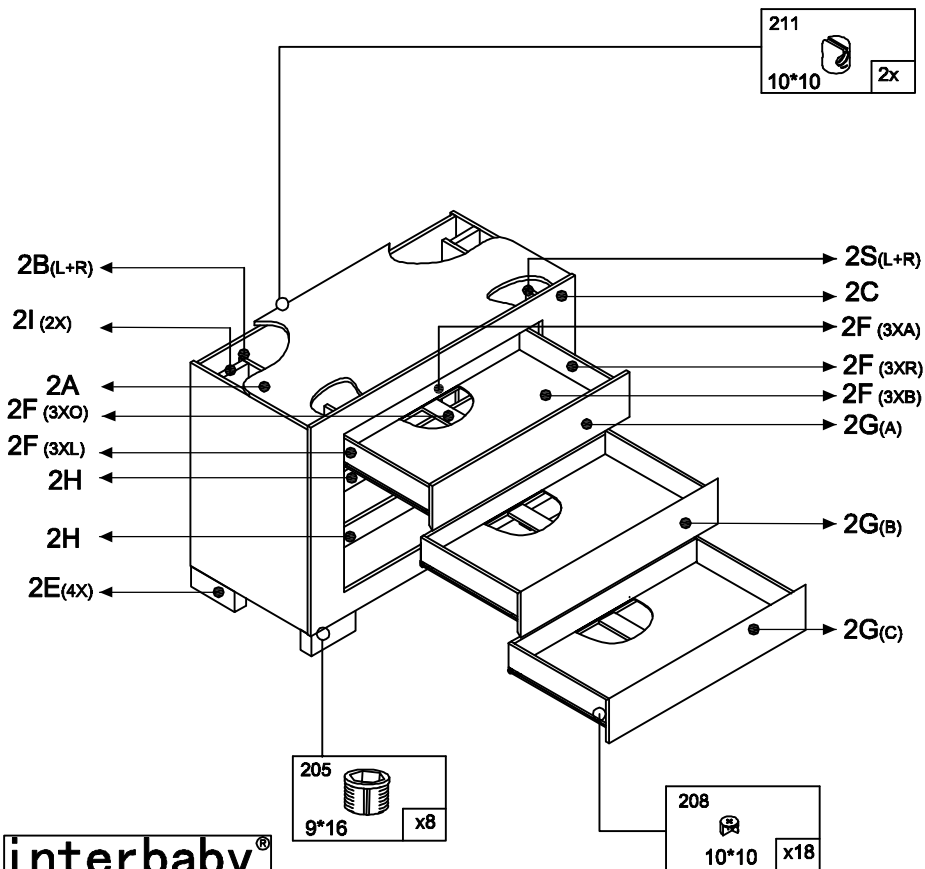 211
10*10
2x
2B(L+R)
2I (2X)
2A
2F (3XO)
2F (3XL)
2H
2H
2E(4X)
2S(L+R)
2C
2F (3XA)
2F (3XR)
2F (3XB)
2G(A)
2G(B)
2G(C)
205
9*16
x8
208
10*10
x18
interbaby®